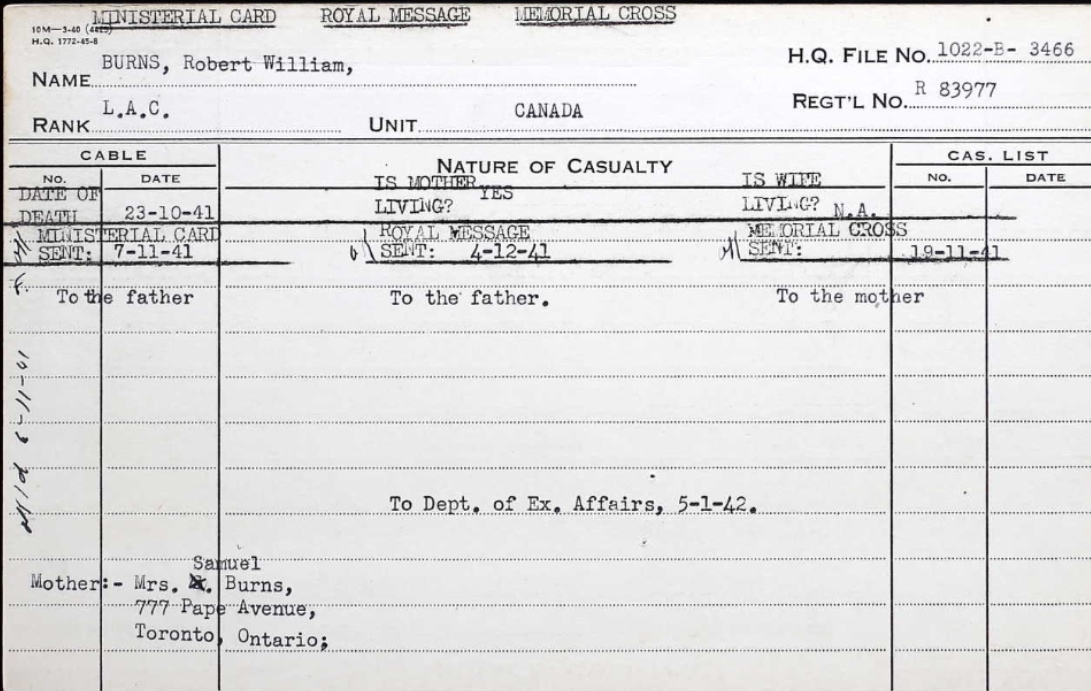 MINISTERIAL CARD ROYAL MESSAGE MEMORIAL CROSS
10M—3-40
H.Q. 1772-45-8
H.Q. FILE NO. 1022-B- 3466
NAME BURNS, Robert William,
REGT'L NO. R 83977
RANK L.A.C. UNIT CANADA
CABLE NATURE OF CASUALTY CAS. LIST
NO. DATE NO. DATE
DATE OF DEATH 23-10-41 IS MOTHER LIVING? YES IS WIFE LIVING? N.A.
MINISTERIAL CARD ROYAL MESSAGE MEMORIAL CROSS
SENT: 7-11-41 SENT: 4-12-41 SENT: 19-11-41
To the father To the father. To the mother
6-11-41
To Dept. of Ex. Affairs, 5-1-42.
Samuel
Mother:- Mrs. Burns,
777 Pape Avenue,
Toronto, Ontario;